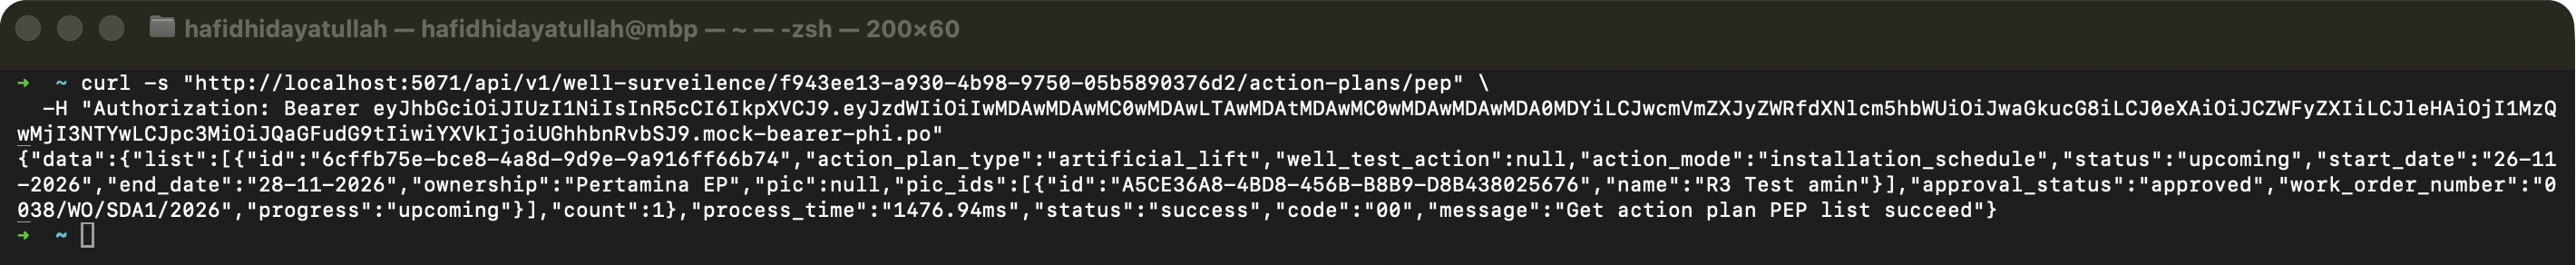 hafidhidayatullah — hafidhidayatullah@mbp — ~ — -zsh — 200×60
➜  ~ curl -s "http://localhost:5071/api/v1/well-surveilence/f943ee13-a930-4b98-9750-05b5890376d2/action-plans/pep" \
  -H "Authorization: Bearer eyJhbGciOiJIUzI1NiIsInR5cCI6IkpXVCJ9.eyJzdWIiOiIwMDAwMDAwMC0wMDAwLTAwMDAtMDAwMC0wMDAwMDAwMDA0MDYiLCJwcmVmZXJyZWRfdXNlcm5hbWUiOiJwaGkucG8iLCJ0eXAiOiJCZWFyZXIiLCJleHAiOjI1MzQ
wMjI3NTYwLCJpc3MiOiJQaGFudG9tIiwiYXVkIjoiUGhhbnRvbSJ9.mock-bearer-phi.po"
{"data":{"list":[{"id":"6cffb75e-bce8-4a8d-9d9e-9a916ff66b74","action_plan_type":"artificial_lift","well_test_action":null,"action_mode":"installation_schedule","status":"upcoming","start_date":"26-11
-2026","end_date":"28-11-2026","ownership":"Pertamina EP","pic":null,"pic_ids":[{"id":"A5CE36A8-4BD8-456B-B8B9-D8B438025676","name":"R3 Test amin"}],"approval_status":"approved","work_order_number":"0
038/WO/SDA1/2026","progress":"upcoming"}],"count":1},"process_time":"1476.94ms","status":"success","code":"00","message":"Get action plan PEP list succeed"}
➜  ~